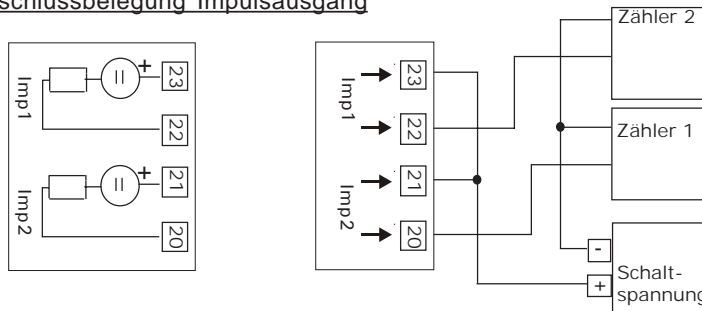 schlussbelegung Impulsausgang
Imp1
+
23
22
Imp2
+
21
20
Imp1
23
22
Imp2
21
20
Zähler 2
Zähler 1
-
+
Schalt-
spannung